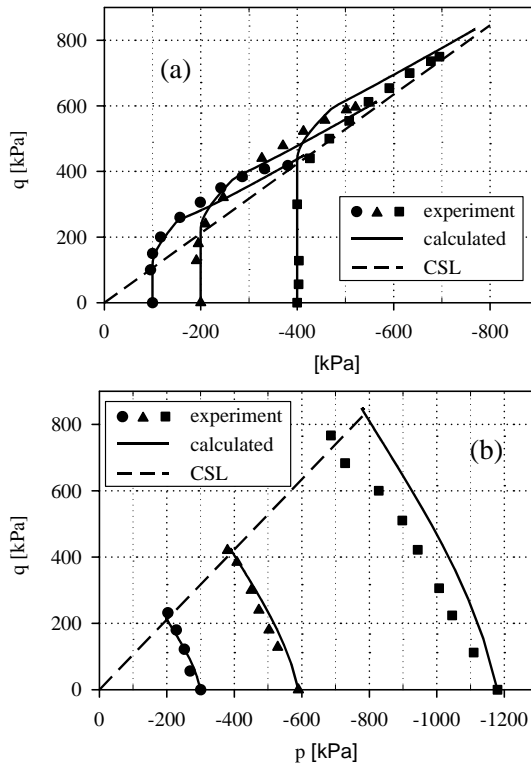 800
600
400
200
0
q [kPa]
(a)
experiment
calculated
CSL
0 -200 -400 -600 -800
[kPa]
800
600
400
200
0
q [kPa]
experiment
calculated
CSL
(b)
0 -200 -400 -600 -800 -1000 -1200
p [kPa]